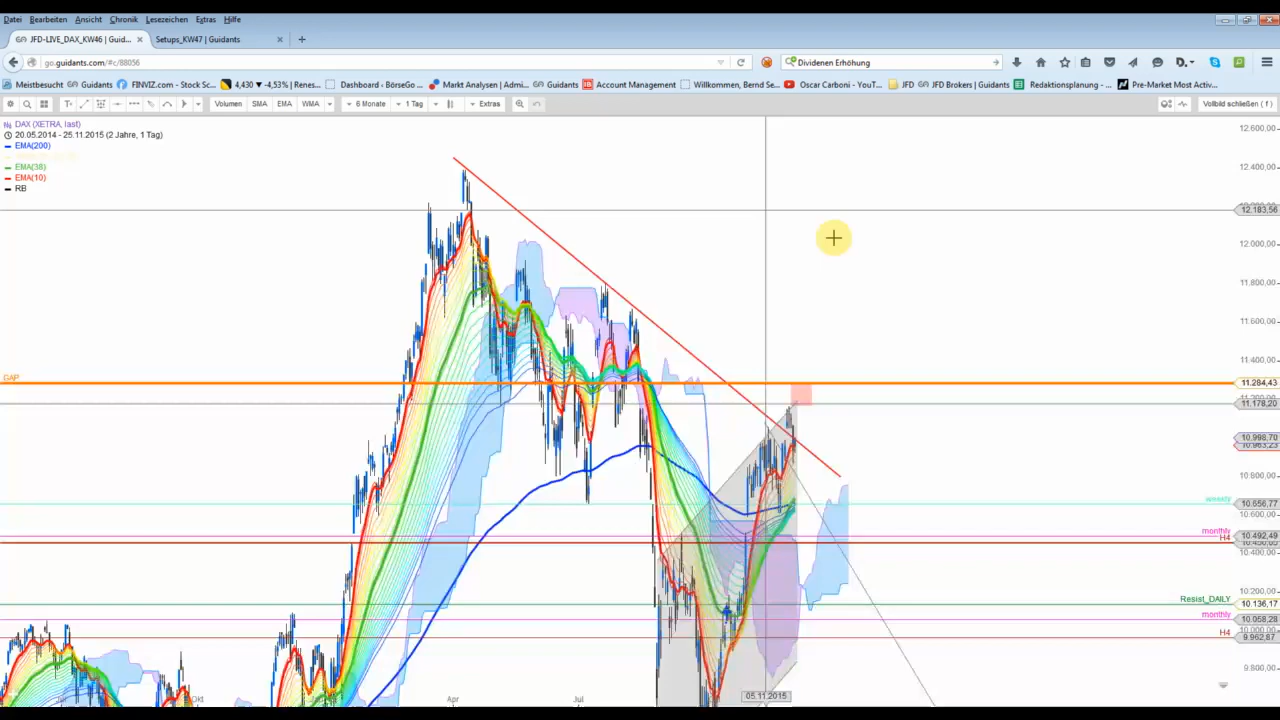 Datei Bearbeiten Ansicht Chronik Lesezeichen Extras Hilfe
JFD-LIVE_DAX_KW46 | Guid... × Setups_KW47 | Guidants × +
go.guidants.com/#c/88056 Dividenen Erhöhung
Meistbesucht Guidants FINVIZ.com - Stock Sc... 4,430 ▼ -4,53% | Renes... Dashboard - BörseGo ... Markt Analysen | Admi... Guidants Account Management Willkommen, Bernd Se... Oscar Carboni - YouT... JFD JFD Brokers | Guidants Redaktionsplanung - ... Pre-Market Most Activ...
Volumen SMA EMA WMA 6 Monate 1 Tag Extras Vollbild schließen ( f )
DAX (XETRA, last)
20.05.2014 - 25.11.2015 (2 Jahre, 1 Tag)
EMA(200)
EMA(38)
EMA(10)
RB
12.600,00
12.400,00
12.183,56
12.000,00
11.800,00
11.600,00
11.400,00
GAP 11.284,43
11.178,20
10.998,70
10.963,23
10.800,00
weekly 10.656,77
10.600,00
monthly 10.492,49
H4
10.400,00
10.200,00
Resist_DAILY 10.136,17
monthly 10.058,28
10.000,00
H4 9.962,87
9.800,00
Okt Apr Jul 05.11.2015